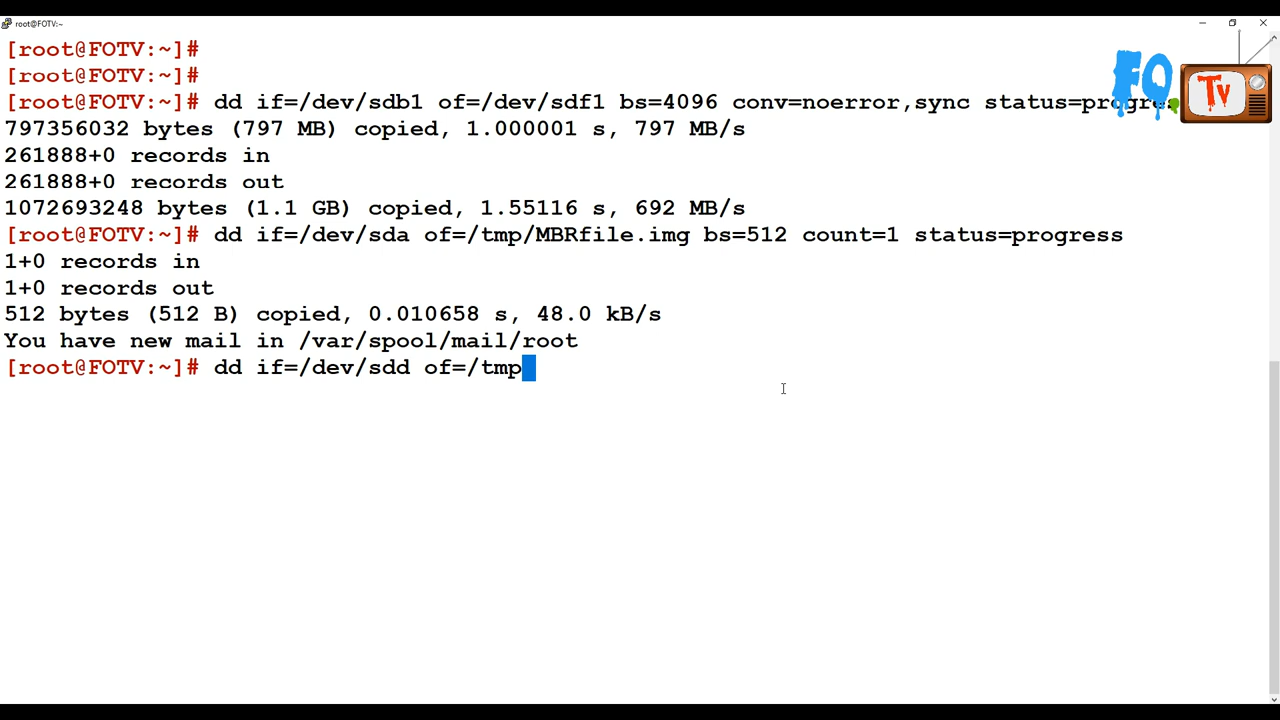 root@FOTV:~
[root@FOTV:~]#
[root@FOTV:~]#
[root@FOTV:~]# dd if=/dev/sdb1 of=/dev/sdf1 bs=4096 conv=noerror,sync
797356032 bytes (797 MB) copied, 1.000001 s, 797 MB/s
261888+0 records in
261888+0 records out
1072693248 bytes (1.1 GB) copied, 1.55116 s, 692 MB/s
[root@FOTV:~]# dd if=/dev/sda of=/tmp/MBRfile.img bs=512 count=1 status=progress
1+0 records in
1+0 records out
512 bytes (512 B) copied, 0.010658 s, 48.0 kB/s
You have new mail in /var/spool/mail/root
[root@FOTV:~]# dd if=/dev/sdd of=/tmp
FQ
Tv